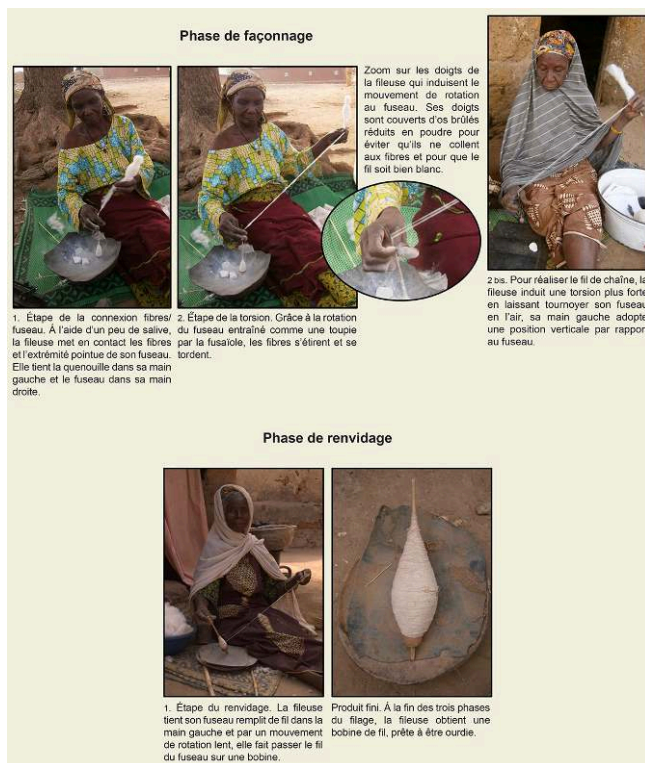 Phase de façonnage
Zoom sur les doigts de
la fileuse qui induisent le
mouvement de rotation
au fuseau. Ses doigts
sont couverts d'os brûlés
réduits en poudre pour
éviter qu'ils ne collent
aux fibres et pour que le
fil soit bien blanc.
1. Étape de la connexion fibres/
fuseau. À l'aide d'un peu de salive,
la fileuse met en contact les fibres
et l'extrémité pointue de son fuseau.
Elle tient la quenouille dans sa main
gauche et le fuseau dans sa main
droite.
2. Étape de la torsion. Grâce à la rotation
du fuseau entraîné comme une toupie
par la fusaïole, les fibres s'étirent et se
tordent.
2 bis. Pour réaliser le fil de chaîne, la
fileuse induit une torsion plus forte
en laissant tournoyer son fuseau
en l'air, sa main gauche adopte
une position verticale par rappor
au fuseau.
Phase de renvidage
1. Étape du renvidage. La fileuse
tient son fuseau remplit de fil dans la
main gauche et par un mouvement
de rotation lent, elle fait passer le fil
du fuseau sur une bobine.
Produit fini. À la fin des trois phases
du filage, la fileuse obtient une
bobine de fil, prête à être ourdie.